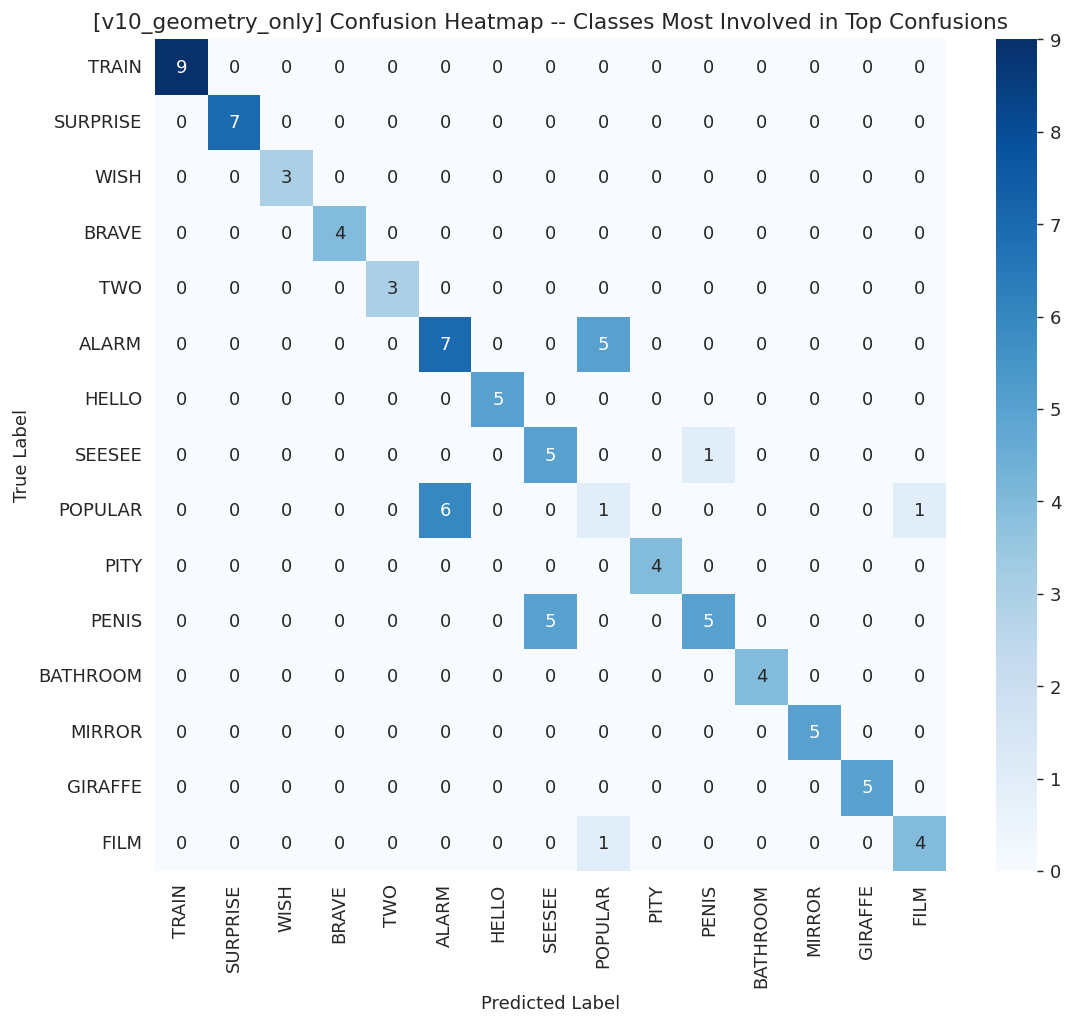 [v10_geometry_only] Confusion Heatmap -- Classes Most Involved in Top Confusions
True Label
TRAIN 9 0 0 0 0 0 0 0 0 0 0 0 0 0 0
SURPRISE 0 7 0 0 0 0 0 0 0 0 0 0 0 0 0
WISH 0 0 3 0 0 0 0 0 0 0 0 0 0 0 0
BRAVE 0 0 0 4 0 0 0 0 0 0 0 0 0 0 0
TWO 0 0 0 0 3 0 0 0 0 0 0 0 0 0 0
ALARM 0 0 0 0 0 7 0 0 5 0 0 0 0 0 0
HELLO 0 0 0 0 0 0 5 0 0 0 0 0 0 0 0
SEESEE 0 0 0 0 0 0 0 5 0 0 1 0 0 0 0
POPULAR 0 0 0 0 0 6 0 0 1 0 0 0 0 0 1
PITY 0 0 0 0 0 0 0 0 0 4 0 0 0 0 0
PENIS 0 0 0 0 0 0 0 5 0 0 5 0 0 0 0
BATHROOM 0 0 0 0 0 0 0 0 0 0 0 4 0 0 0
MIRROR 0 0 0 0 0 0 0 0 0 0 0 0 5 0 0
GIRAFFE 0 0 0 0 0 0 0 0 0 0 0 0 0 5 0
FILM 0 0 0 0 0 0 0 0 1 0 0 0 0 0 4
TRAIN SURPRISE WISH BRAVE TWO ALARM HELLO SEESEE POPULAR PITY PENIS BATHROOM MIRROR GIRAFFE FILM
Predicted Label
9
8
7
6
5
4
3
2
1
0